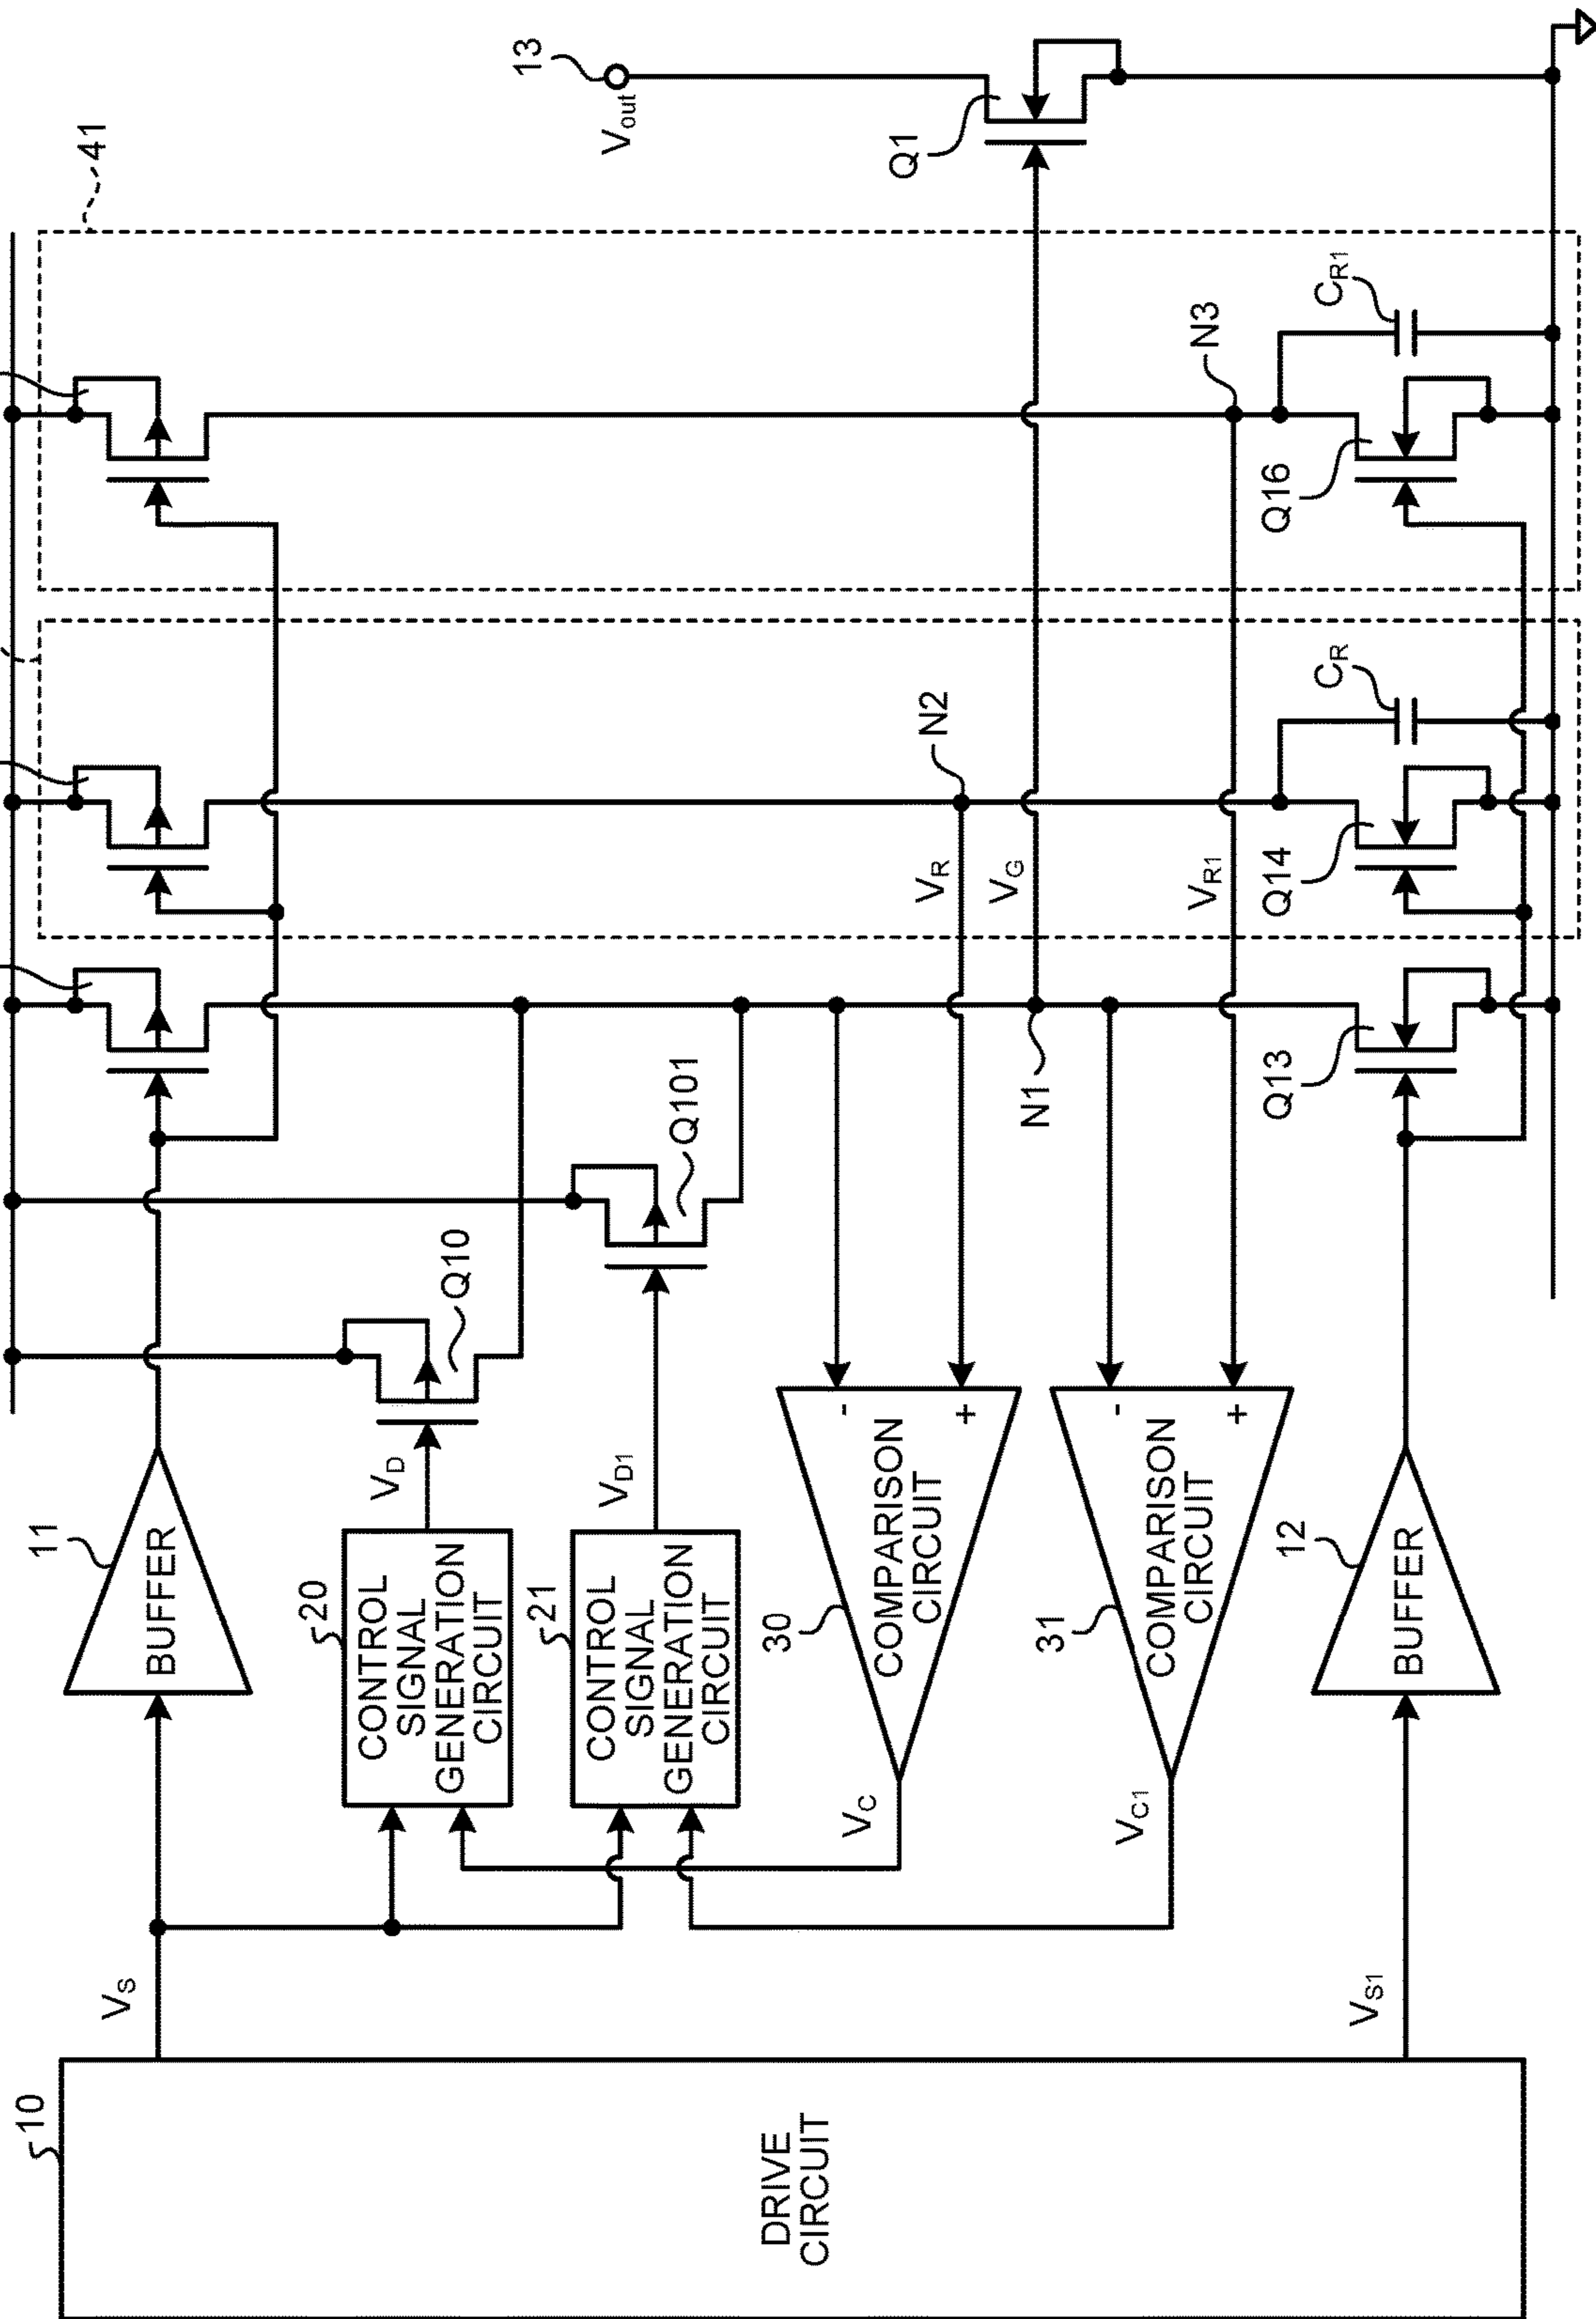 10
DRIVE
CIRCUIT
VS
VS1
11
BUFFER
20
CONTROL
SIGNAL
GENERATION
CIRCUIT
VD
Q10
21
CONTROL
SIGNAL
GENERATION
CIRCUIT
VD1
Q101
30
COMPARISON
CIRCUIT
-
+
VC
31
COMPARISON
CIRCUIT
-
+
VC1
12
BUFFER
N1
Q13
VR
VG
VR1
N2
Q14
CR
41
N3
Q16
CR1
Q1
13
Vout